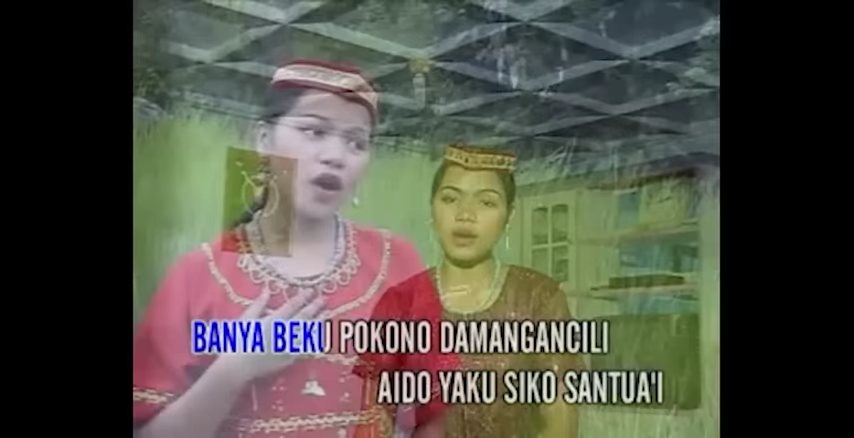 BANYA BEKU POKONO DAMANGANCILI
AIDO YAKU SIKO SANTUA'I